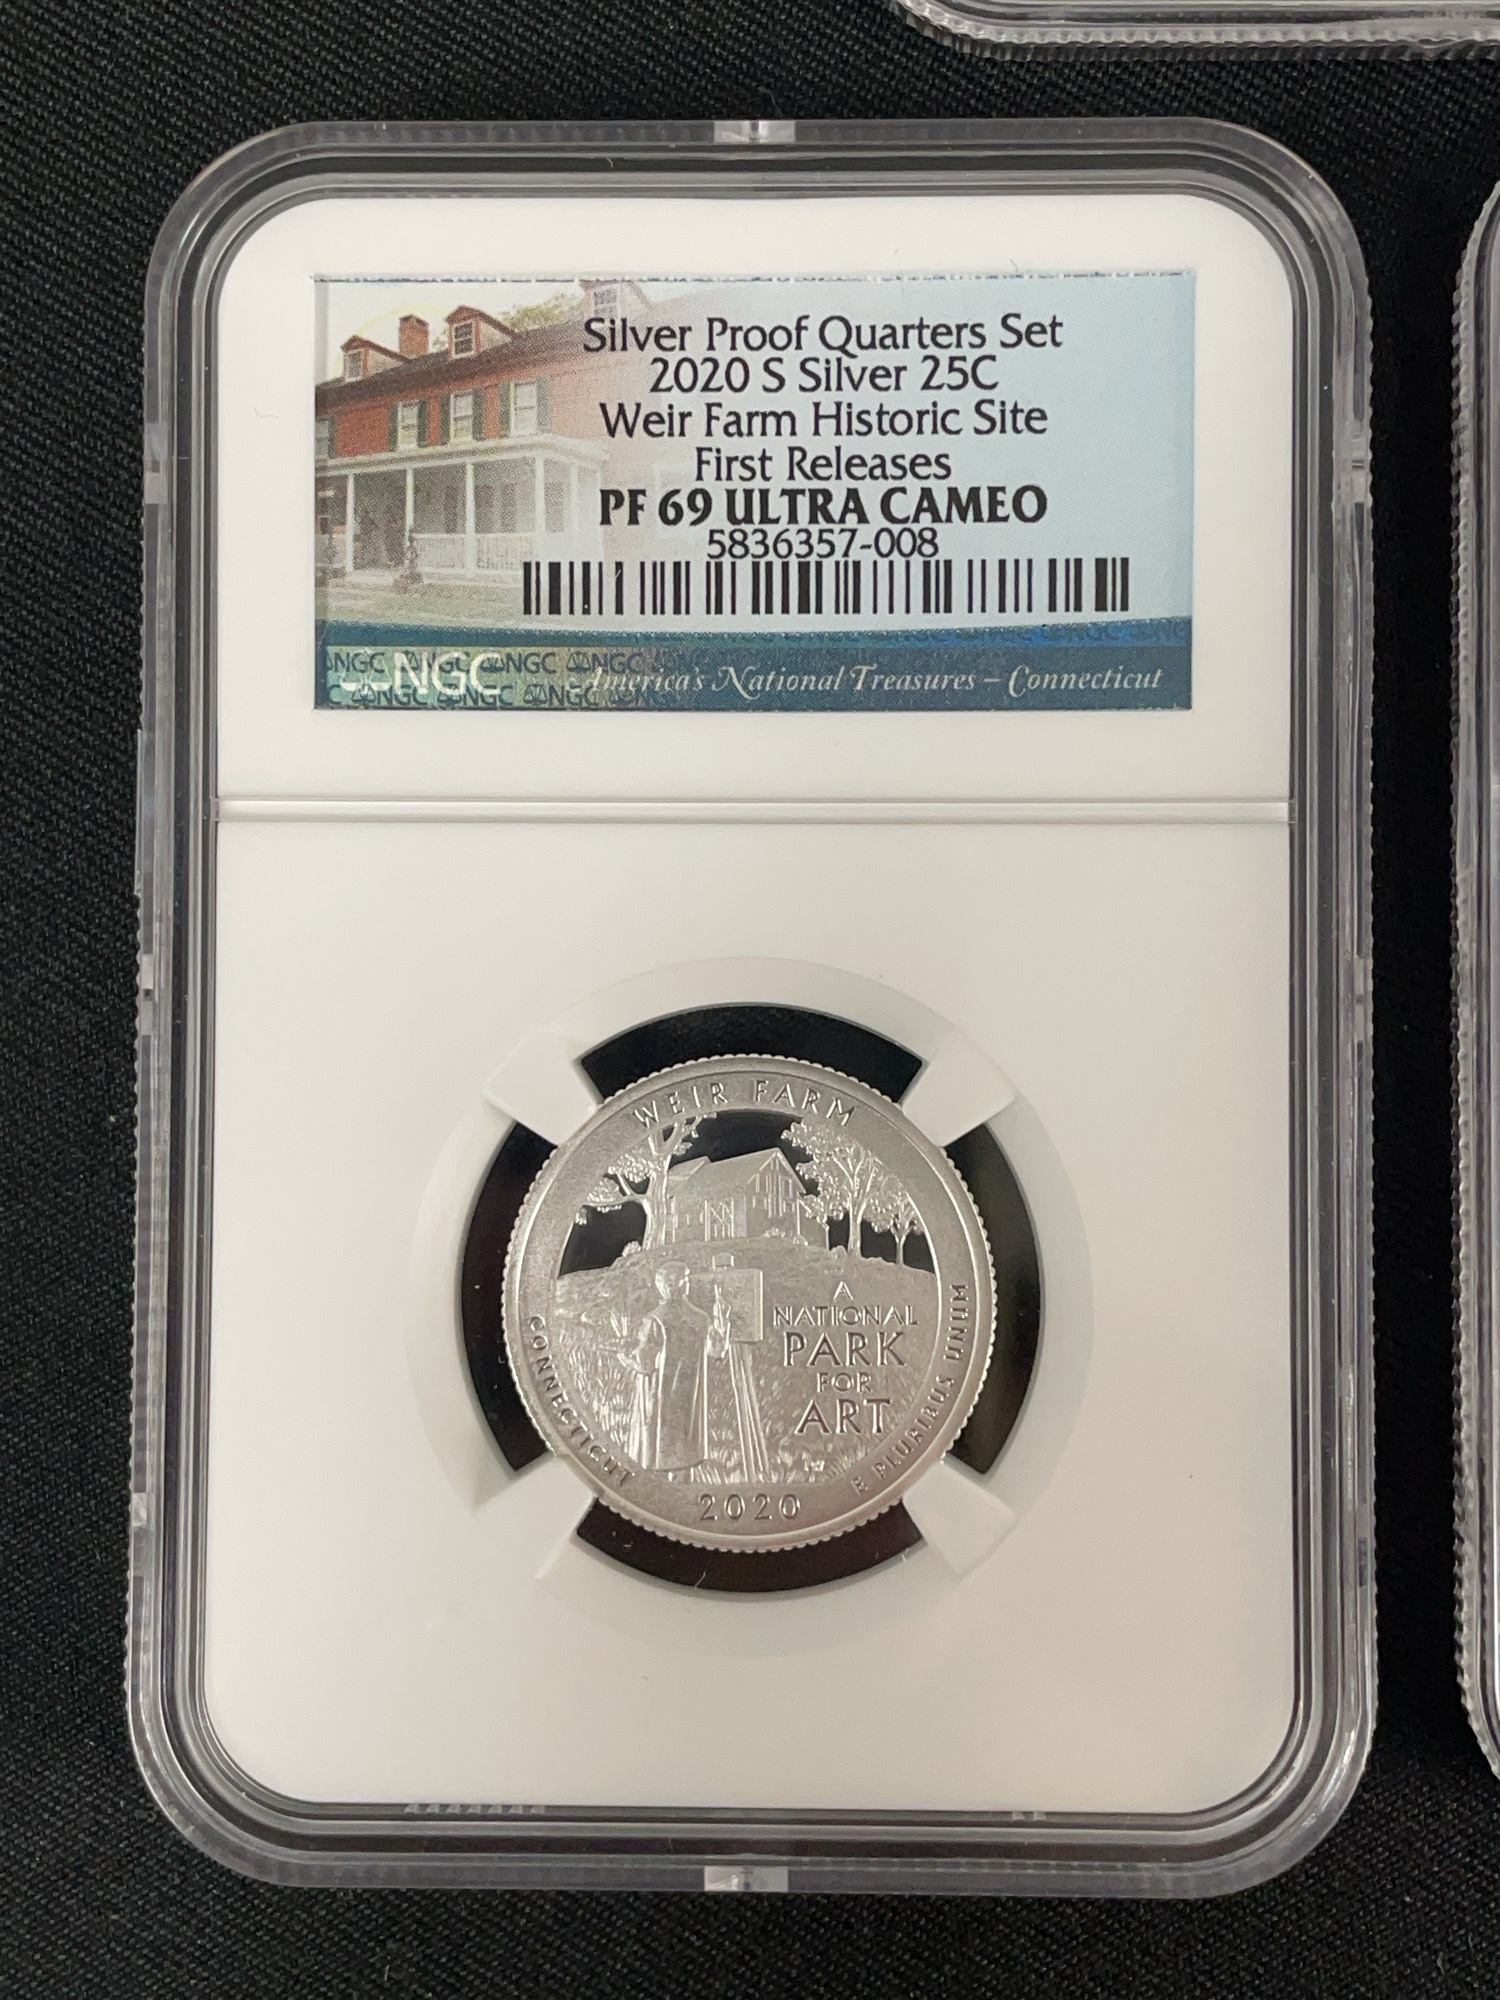 Silver Proof Quarters Set
2020 S Silver 25C
Weir Farm Historic Site
First Releases
PF 69 ULTRA CAMEO
5836357-008
NGC
America's National Treasures – Connecticut
NGC NGC NGC NGC
NGC NGC NGC
WEIR FARM
A
NATIONAL
PARK
FOR
ART
CONNECTICUT
E PLURIBUS UNUM
2020